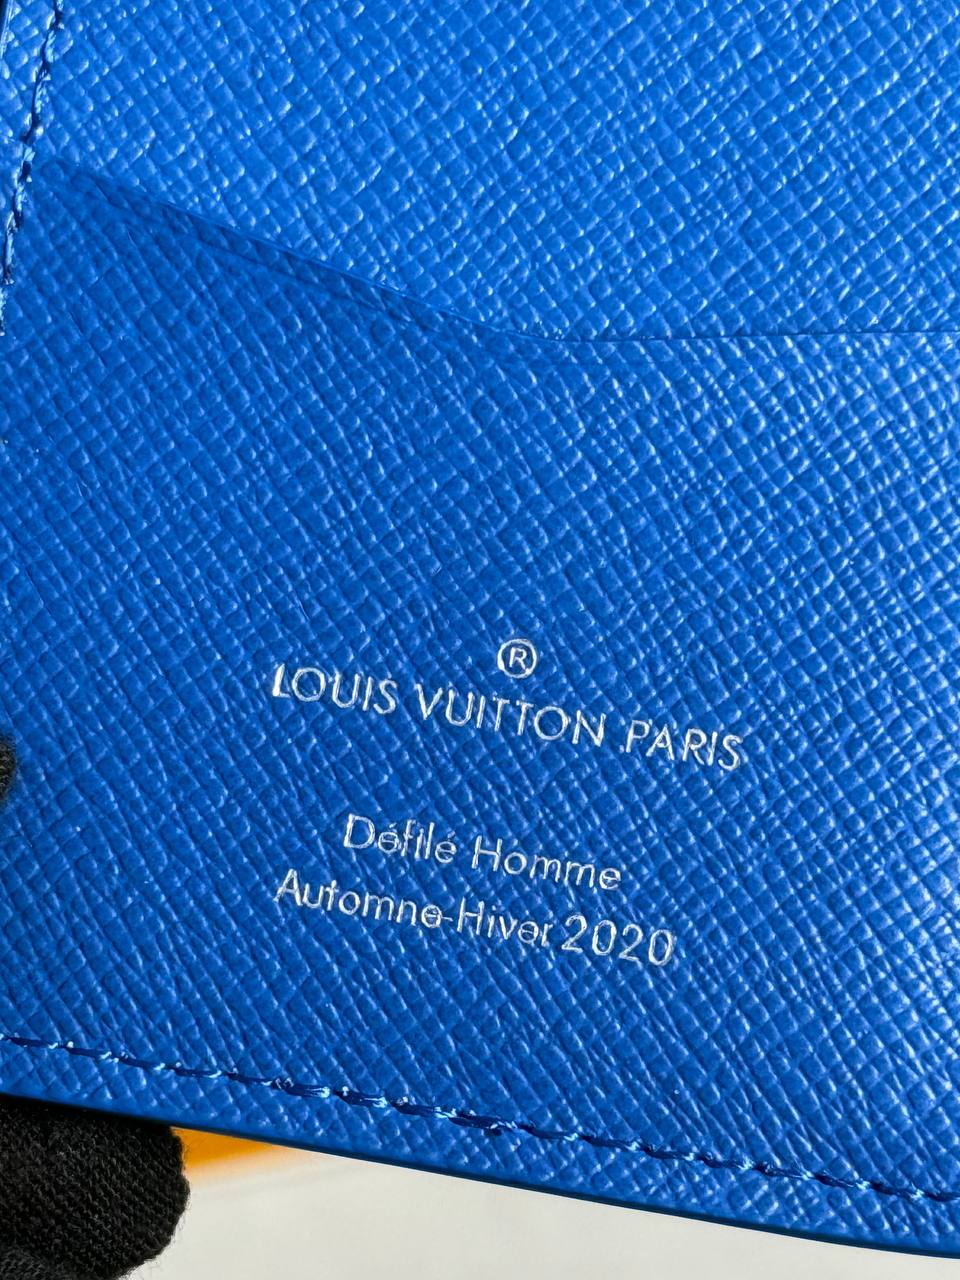 ®
LOUIS VUITTON PARIS
Défilé Homme
Automne-Hiver 2020